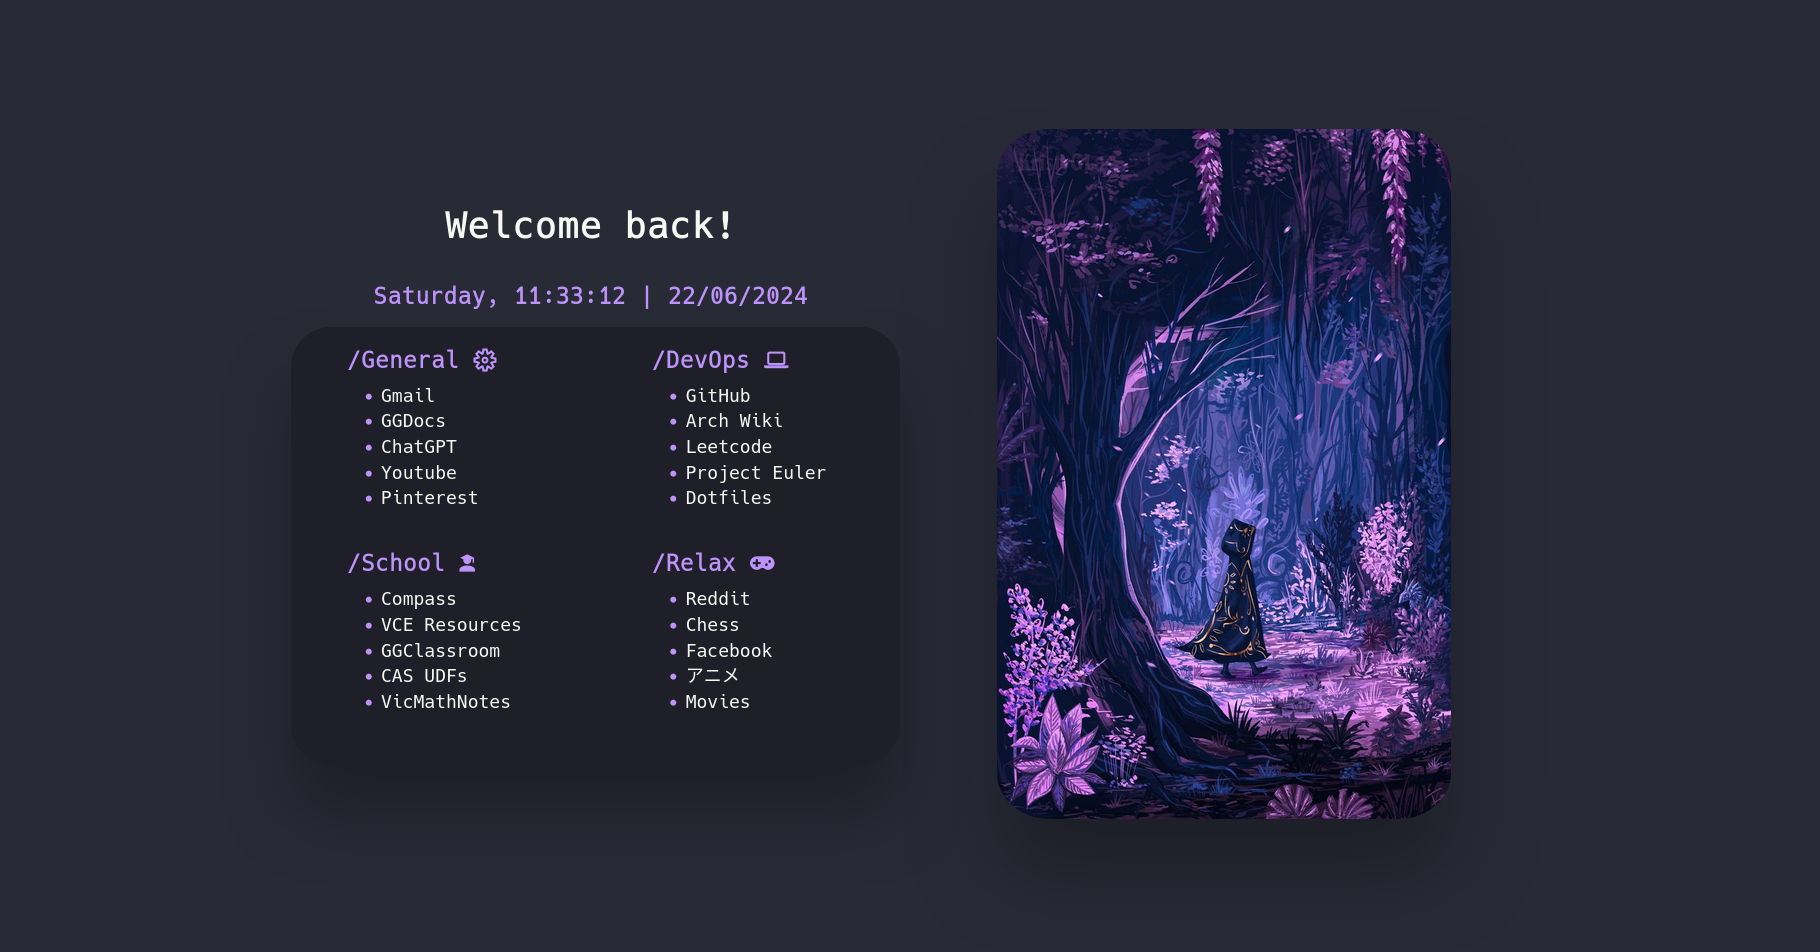 Welcome back!
Saturday, 11:33:12 | 22/06/2024
/General
Gmail
GGDocs
ChatGPT
Youtube
Pinterest
/DevOps
GitHub
Arch Wiki
Leetcode
Project Euler
Dotfiles
/School
Compass
VCE Resources
GGClassroom
CAS UDFs
VicMathNotes
/Relax
Reddit
Chess
Facebook
アニメ
Movies